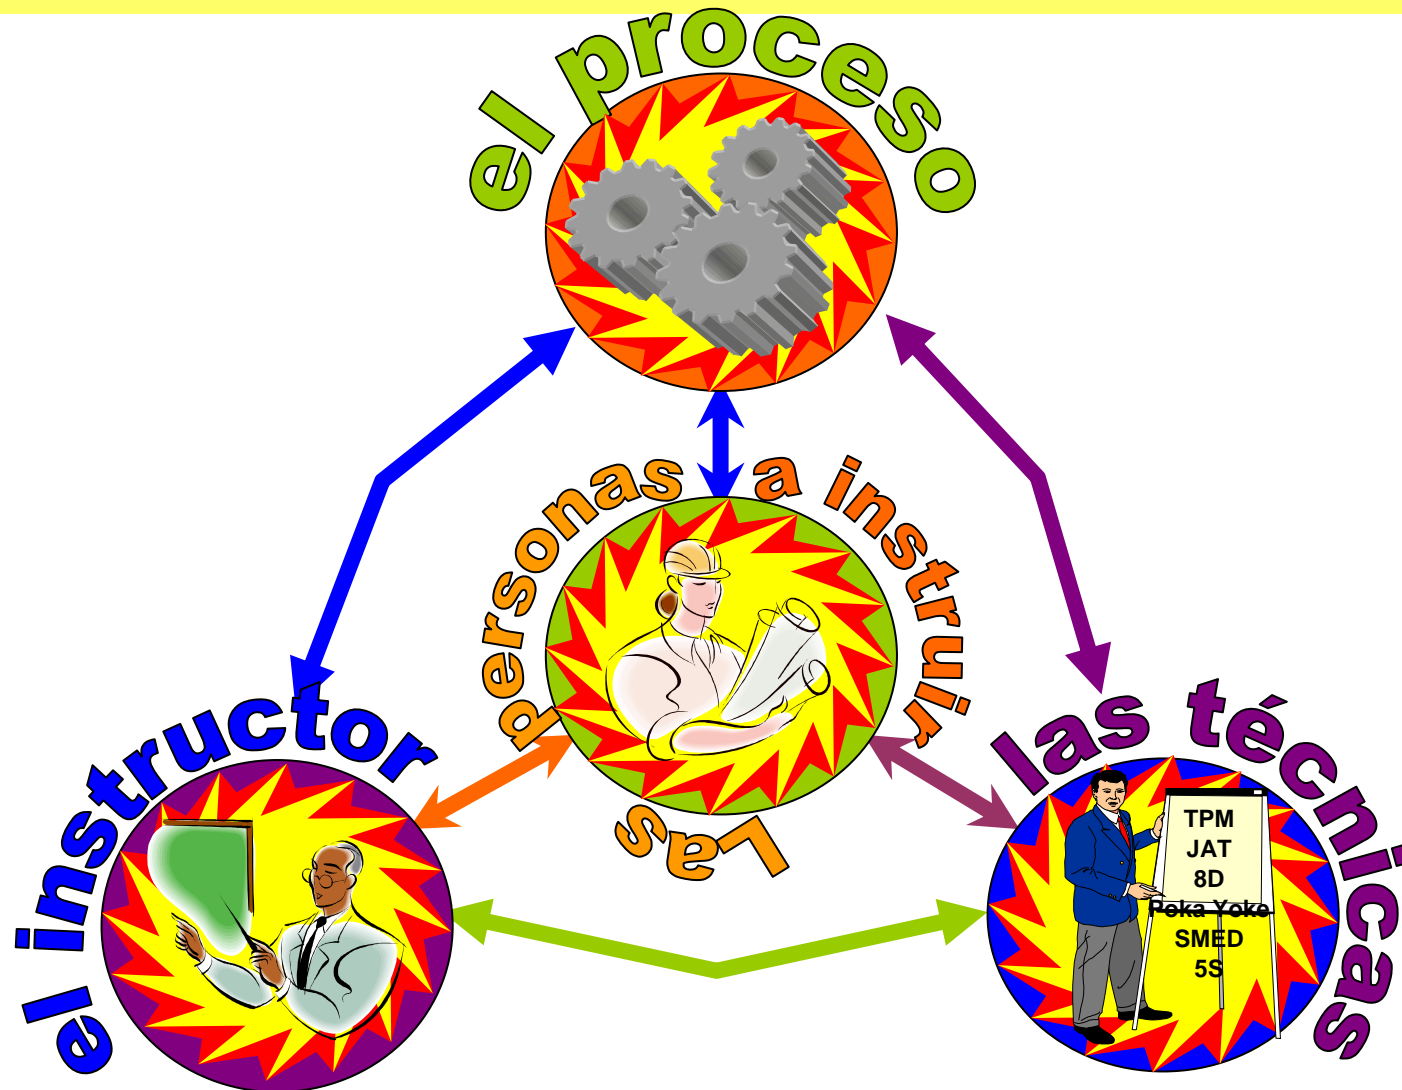 el proceso
Las personas a instruir
el instructor
las técnicas
TPM
JAT
8D
Poka Yoke
SMED
5S